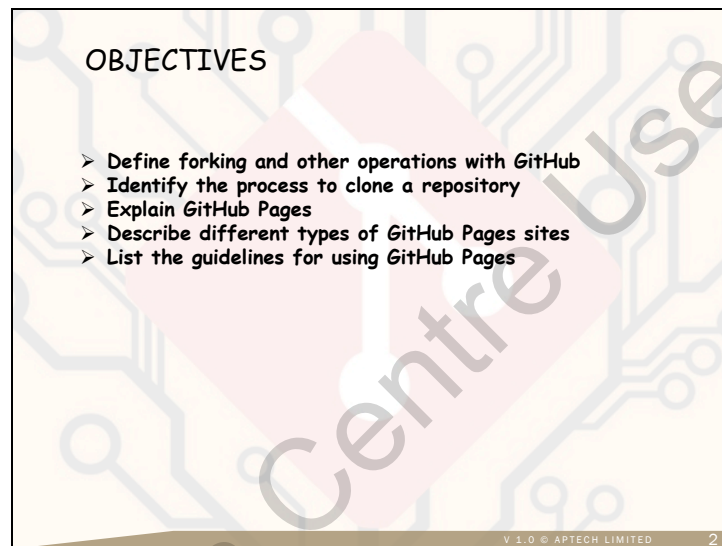 OBJECTIVES
➢ Define forking and other operations with GitHub
➢ Identify the process to clone a repository
➢ Explain GitHub Pages
➢ Describe different types of GitHub Pages sites
➢ List the guidelines for using GitHub Pages
Centre Use
V 1.0 © APTECH LIMITED 2